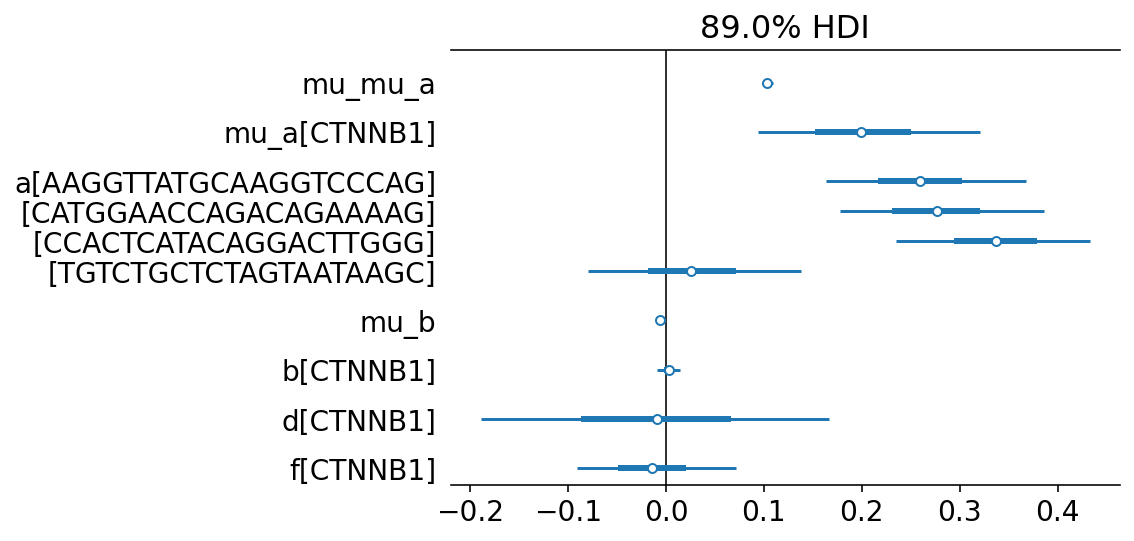 89.0% HDI
mu_mu_a
mu_a[CTNNB1]
a[AAGGTTATGCAAGGTCCCAG]
[CATGGAACCAGACAGAAAAG]
[CCACTCATACAGGACTTGGG]
[TGTCTGCTCTAGTAATAAGC]
mu_b
b[CTNNB1]
d[CTNNB1]
f[CTNNB1]
−0.2 −0.1 0.0 0.1 0.2 0.3 0.4